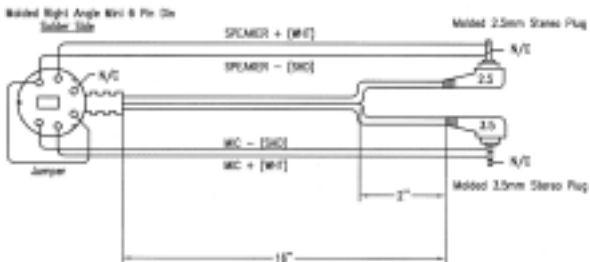 Molded Right Angle Mini 6 Pin Din
Solder Side
SPEAKER + [WHT]
Molded 2.5mm Stereo Plug
N/C
SPEAKER - [SHD]
N/C
2.5
3.5
MIC - [SHD]
MIC + [WHT]
N/C
Jumper
2"
Molded 3.5mm Stereo Plug